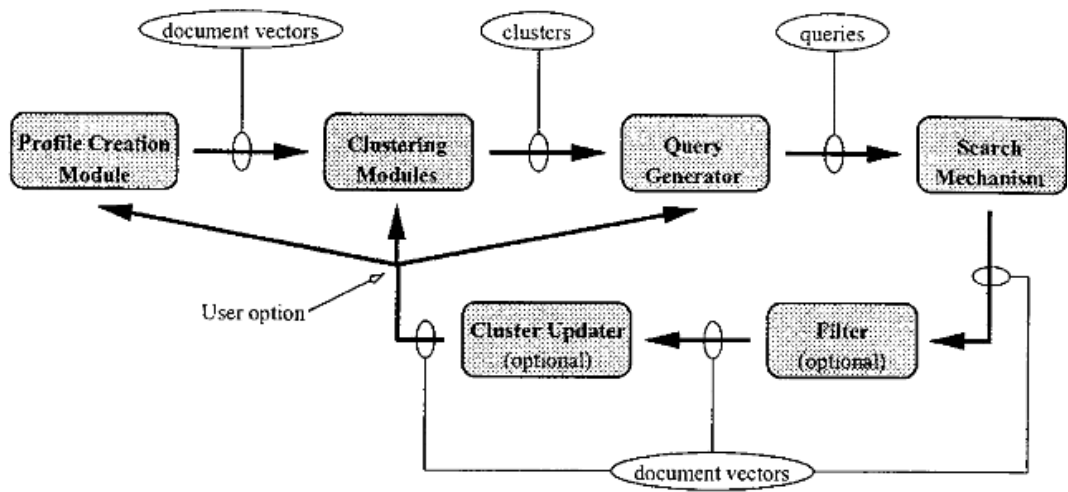 document vectors
clusters
queries
Profile Creation
Module
Clustering
Modules
Query
Generator
Search
Mechanism
User option
Cluster Updater
(optional)
Filter
(optional)
document vectors